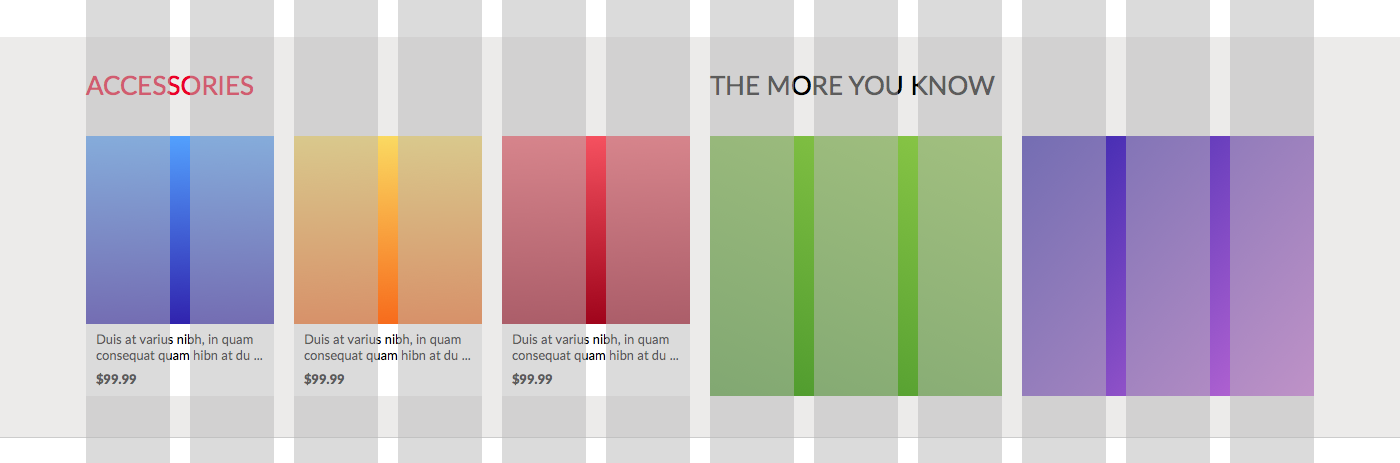 ACCESSORIES
THE MORE YOU KNOW
Duis at varius nibh, in quam
consequat quam hibn at du ...
$99.99
Duis at varius nibh, in quam
consequat quam hibn at du ...
$99.99
Duis at varius nibh, in quam
consequat quam hibn at du ...
$99.99